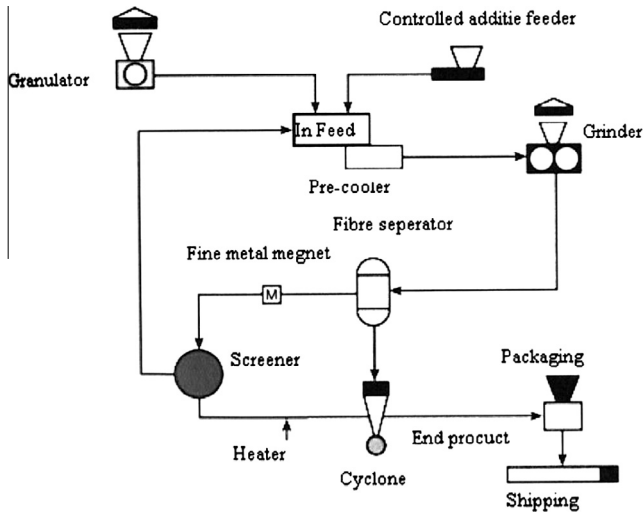 Controlled additie feeder
Granulator
In Feed
Grinder
Pre-cooler
Fibre seperator
Fine metal megnet
M
Screener
Packaging
Heater
End procuct
Cyclone
Shipping